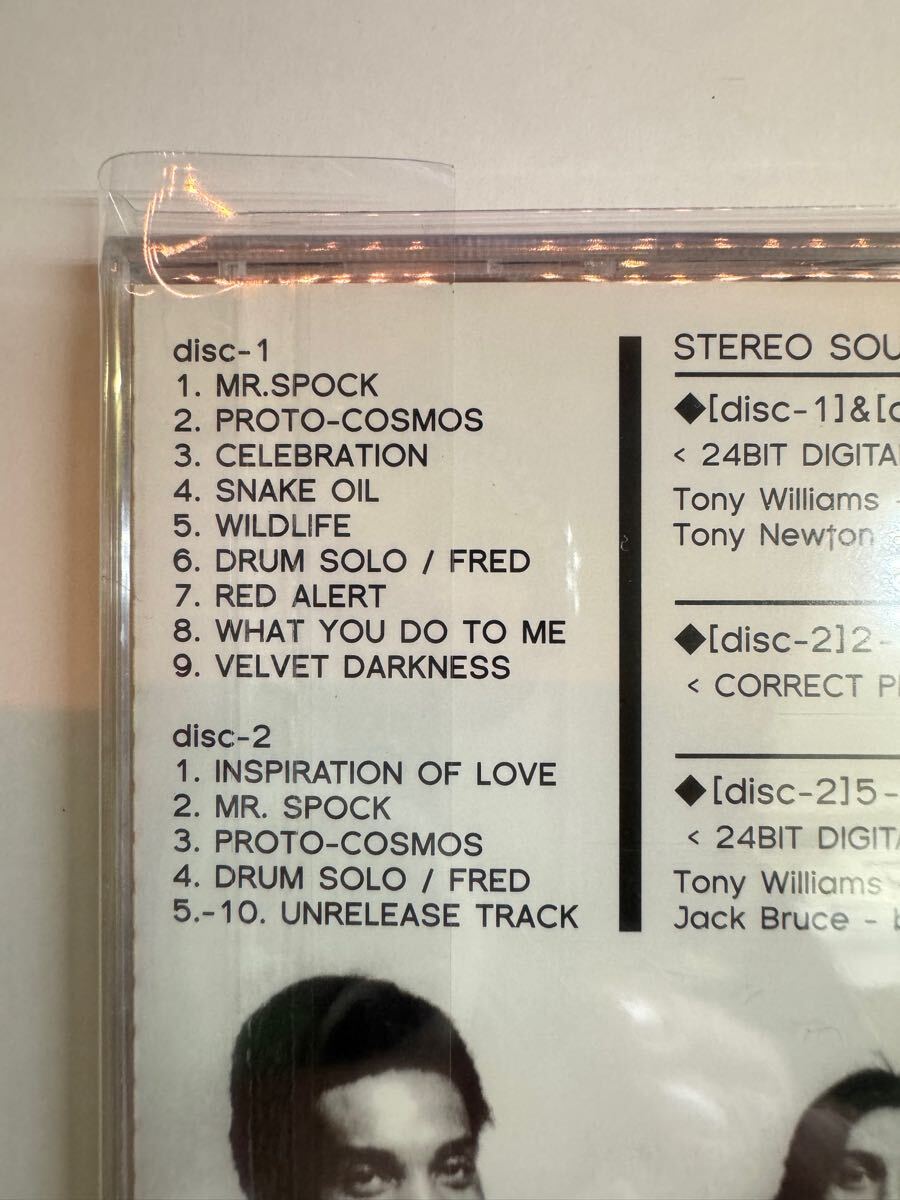 disc-1
1. MR.SPOCK
2. PROTO-COSMOS
3. CELEBRATION
4. SNAKE OIL
5. WILDLIFE
6. DRUM SOLO / FRED
7. RED ALERT
8. WHAT YOU DO TO ME
9. VELVET DARKNESS
disc-2
1. INSPIRATION OF LOVE
2. MR. SPOCK
3. PROTO-COSMOS
4. DRUM SOLO / FRED
5.-10. UNRELEASE TRACK
STEREO SOU
◆[disc-1]&[d
< 24BIT DIGITA
Tony Williams -
Tony Newton
◆[disc-2]2-
< CORRECT P
◆[disc-2]5-
< 24BIT DIGITA
Tony Williams -
Jack Bruce - b